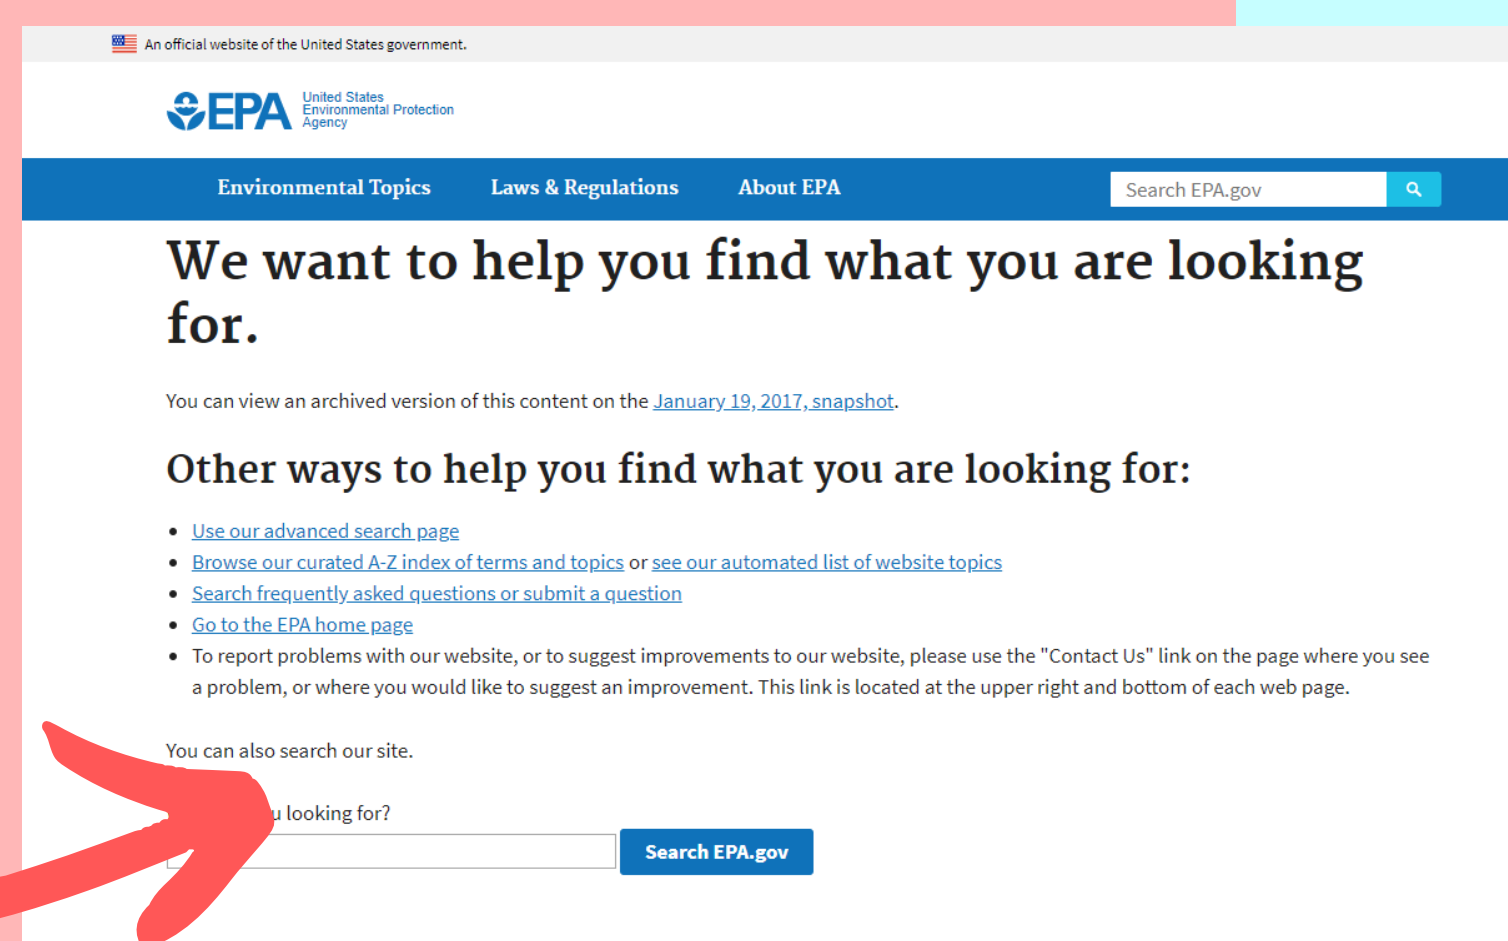 An official website of the United States government.
EPA
United States
Environmental Protection
Agency
Environmental Topics
Laws & Regulations
About EPA
Search EPA.gov
We want to help you find what you are looking
for.
You can view an archived version of this content on the January 19, 2017, snapshot.
Other ways to help you find what you are looking for:
Use our advanced search page
Browse our curated A-Z index of terms and topics or see our automated list of website topics
Search frequently asked questions or submit a question
Go to the EPA home page
To report problems with our website, or to suggest improvements to our website, please use the "Contact Us" link on the page where you see
a problem, or where you would like to suggest an improvement. This link is located at the upper right and bottom of each web page.
You can also search our site.
looking for?
Search EPA.gov